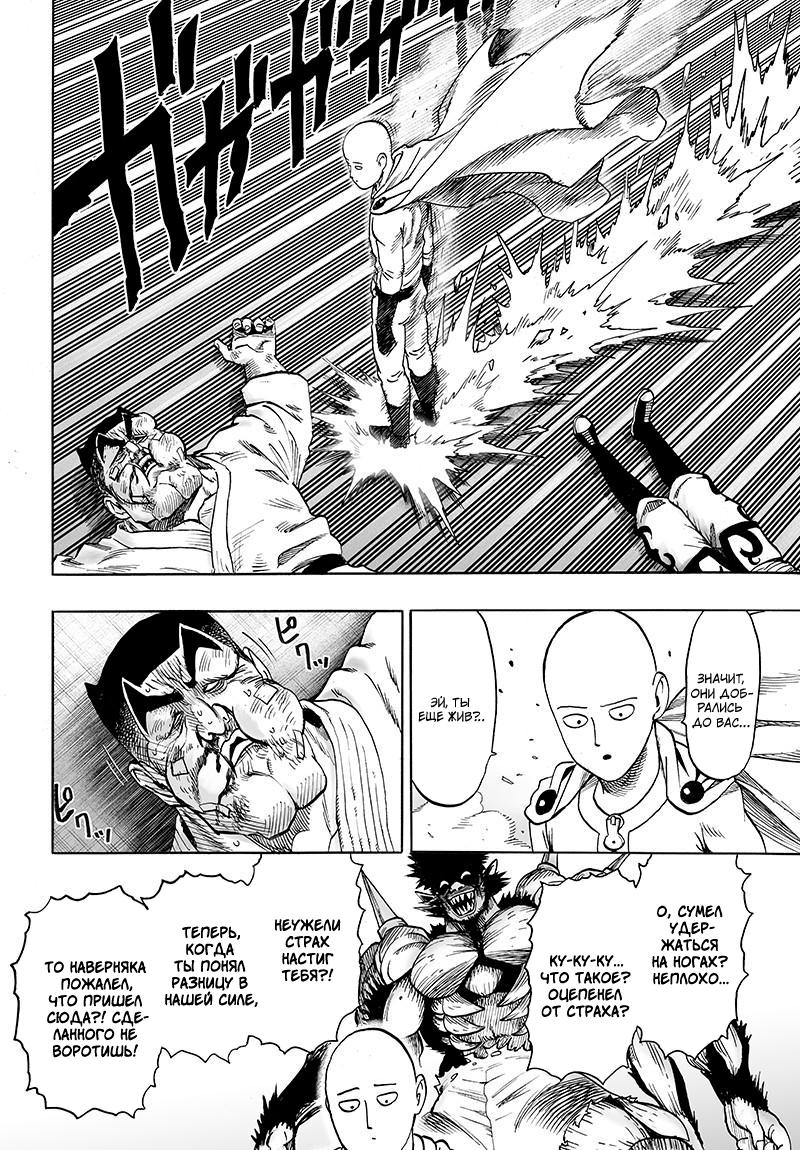 ガガガガガ
ЗНАЧИТ,
ОНИ ДОБ-
РАЛИСЬ
ДО ВАС...
ЭЙ, ТЫ
ЕЩЕ ЖИВ?..
ピクッ
ピクッ
О, СУМЕЛ
УДЕР-
ЖАТЬСЯ
НА НОГАХ?
НЕПЛОХО...
КУ-КУ-КУ...
ЧТО ТАКОЕ?
ОЦЕПЕНЕЛ
ОТ СТРАХА?
НЕУЖЕЛИ
СТРАХ
НАСТИГ
ТЕБЯ?!
ТЕПЕРЬ,
КОГДА
ТЫ ПОНЯЛ
РАЗНИЦУ В
НАШЕЙ СИЛЕ,
ТО НАВЕРНЯКА
ПОЖАЛЕЛ,
ЧТО ПРИШЕЛ
СЮДА?! СДЕ-
ЛАННОГО НЕ
ВОРОТИШЬ!